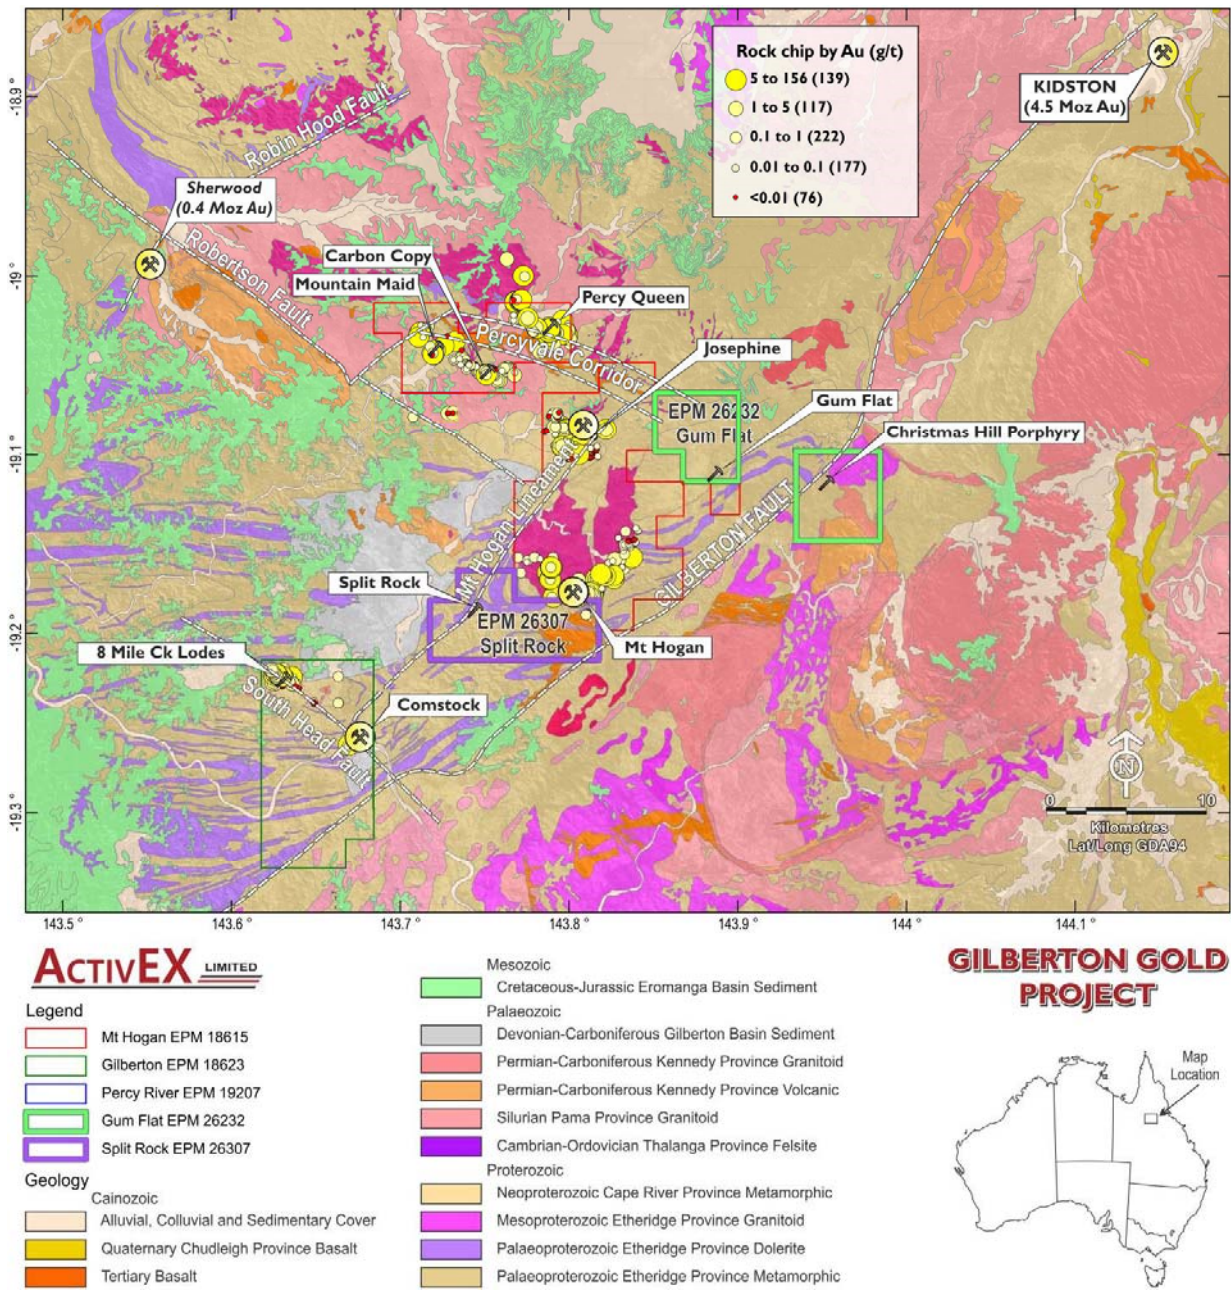 Rock chip by Au (g/t)
5 to 156 (139)
1 to 5 (117)
0.1 to 1 (222)
0.01 to 0.1 (177)
<0.01 (76)
KIDSTON
(4.5 Moz Au)
-18.9 °
Robin Hood Fault
Sherwood
(0.4 Moz Au)
Robertson Fault
Carbon Copy
Mountain Maid
-19 °
Percy Queen
Percyvale Corridor
Josephine
EPM 26232
Gum Flat
Gum Flat
Christmas Hill Porphyry
-19.1 °
Mt Hogan Lineament
GILBERTON FAULT
Split Rock
EPM 26307
Split Rock
-19.2 °
Mt Hogan
8 Mile Ck Lodes
South Head Fault
Comstock
N
-19.3 °
0 10
Kilometres
Lat/Long GDA94
143.5 ° 143.6 ° 143.7 ° 143.8 ° 143.9 ° 144 ° 144.1 °
ACTIVEX LIMITED
Legend
Mt Hogan EPM 18615
Gilberton EPM 18623
Percy River EPM 19207
Gum Flat EPM 26232
Split Rock EPM 26307
Geology
Cainozoic
Alluvial, Colluvial and Sedimentary Cover
Quaternary Chudleigh Province Basalt
Tertiary Basalt
Mesozoic
Cretaceous-Jurassic Eromanga Basin Sediment
Palaeozoic
Devonian-Carboniferous Gilberton Basin Sediment
Permian-Carboniferous Kennedy Province Granitoid
Permian-Carboniferous Kennedy Province Volcanic
Silurian Pama Province Granitoid
Cambrian-Ordovician Thalanga Province Felsite
Proterozoic
Neoproterozoic Cape River Province Metamorphic
Mesoproterozoic Etheridge Province Granitoid
Palaeoproterozoic Etheridge Province Dolerite
Palaeoproterozoic Etheridge Province Metamorphic
GILBERTON GOLD
PROJECT
Map
Location